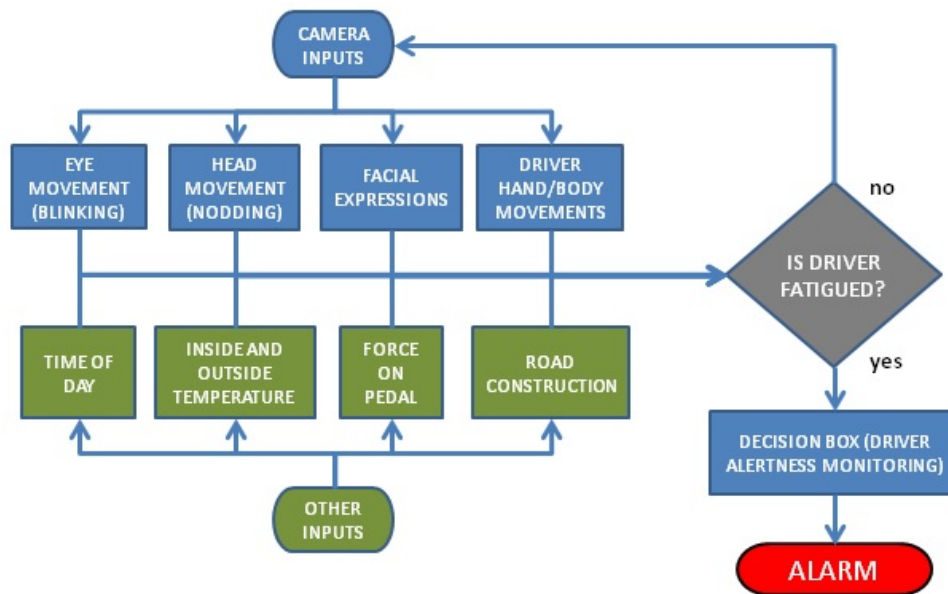 CAMERA
INPUTS
EYE
MOVEMENT
(BLINKING)
HEAD
MOVEMENT
(NODDING)
FACIAL
EXPRESSIONS
DRIVER
HAND/BODY
MOVEMENTS
no
IS DRIVER
FATIGUED?
yes
TIME OF
DAY
INSIDE AND
OUTSIDE
TEMPERATURE
FORCE
ON
PEDAL
ROAD
CONSTRUCTION
DECISION BOX (DRIVER
ALERTNESS MONITORING)
OTHER
INPUTS
ALARM